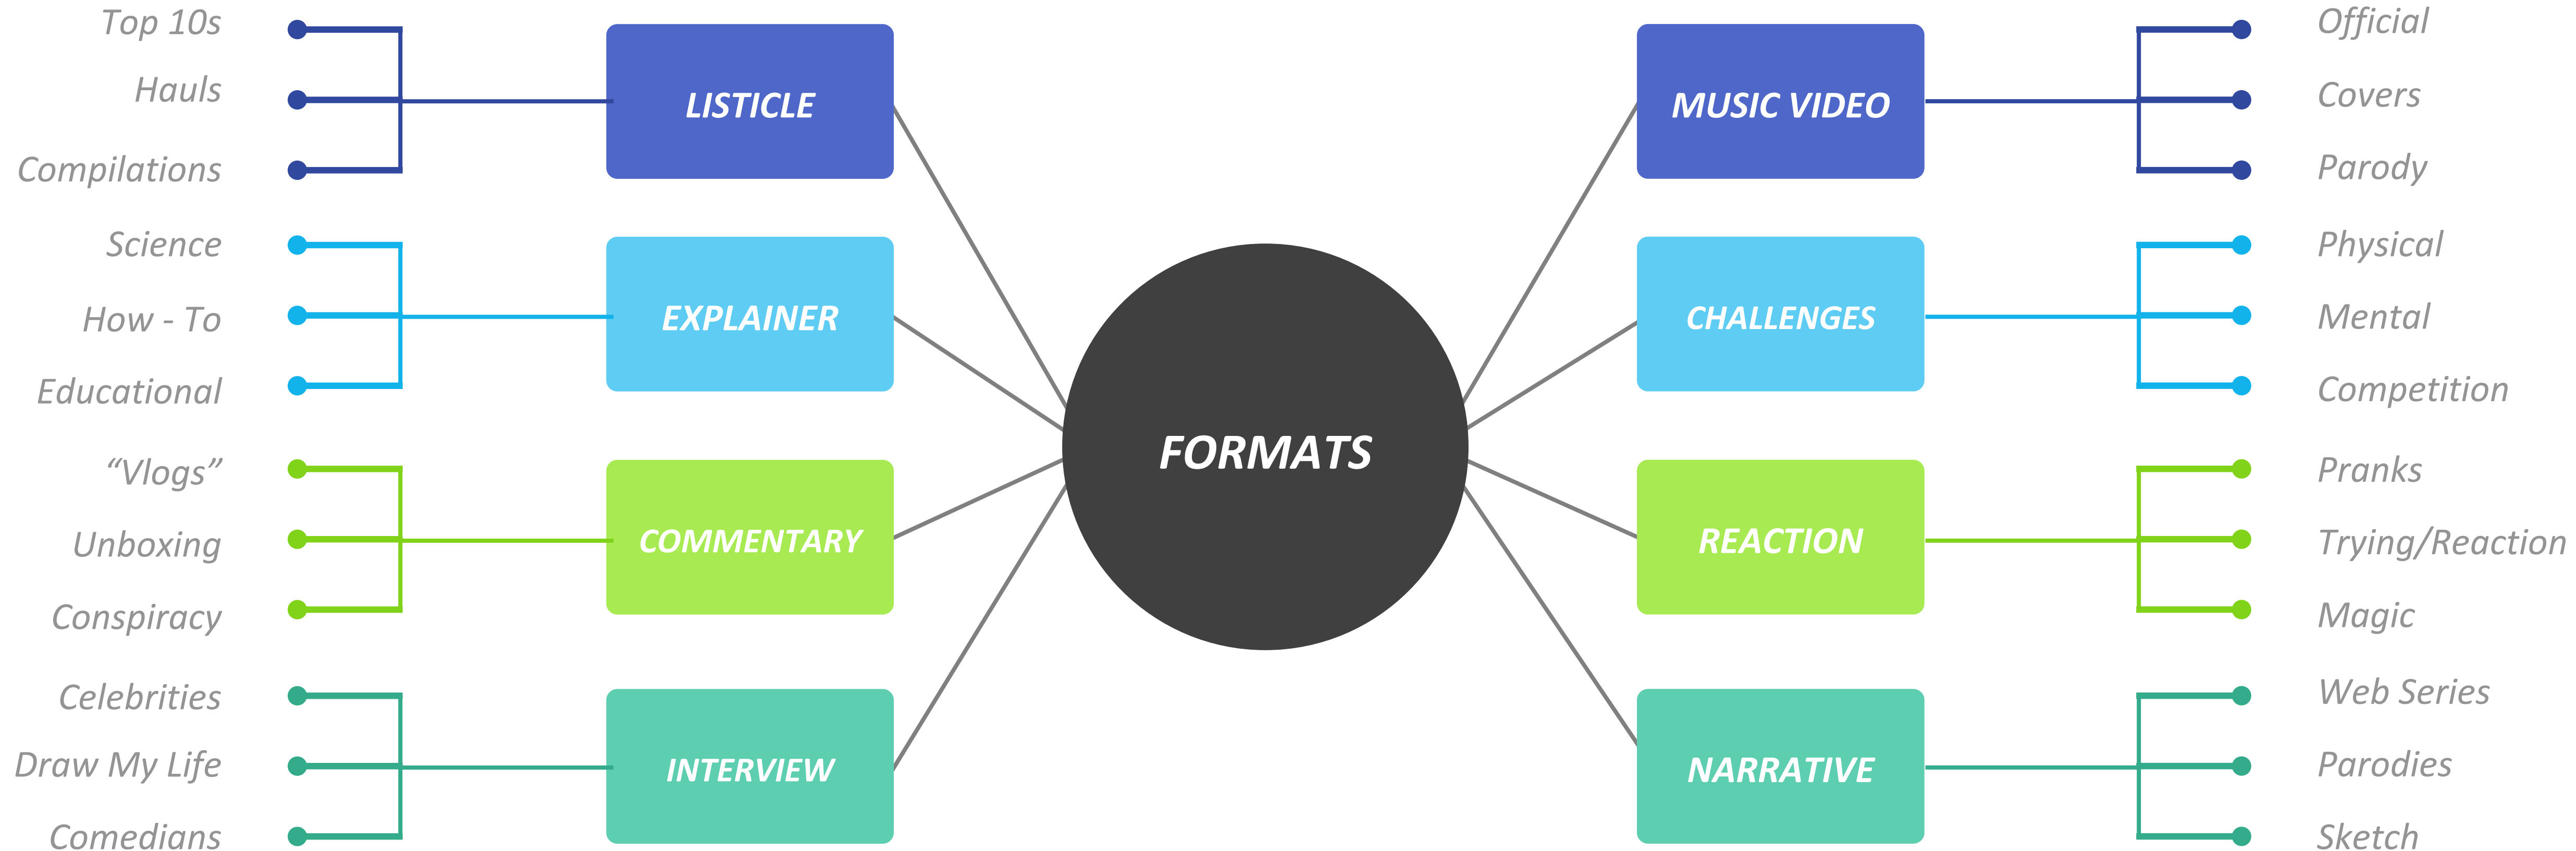 Top 10s
Hauls
Compilations
LISTICLE
Science
How - To
Educational
EXPLAINER
“Vlogs”
Unboxing
Conspiracy
COMMENTARY
Celebrities
Draw My Life
Comedians
INTERVIEW
FORMATS
MUSIC VIDEO
Official
Covers
Parody
CHALLENGES
Physical
Mental
Competition
REACTION
Pranks
Trying/Reaction
Magic
NARRATIVE
Web Series
Parodies
Sketch